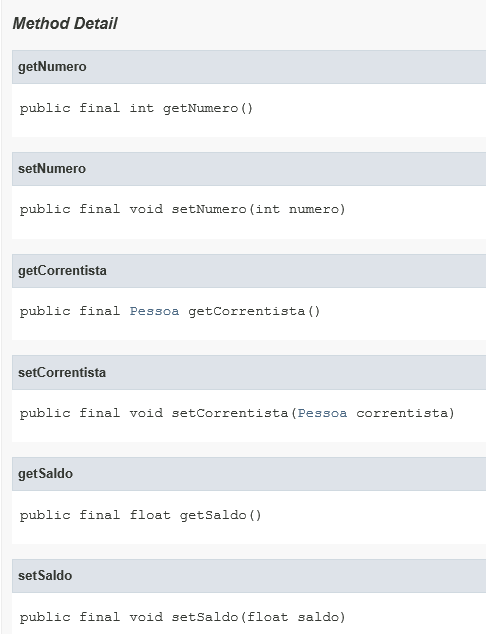 Method Detail
getNumero
public final int getNumero()
setNumero
public final void setNumero(int numero)
getCorrentista
public final Pessoa getCorrentista()
setCorrentista
public final void setCorrentista(Pessoa correntista)
getSaldo
public final float getSaldo()
setSaldo
public final void setSaldo(float saldo)